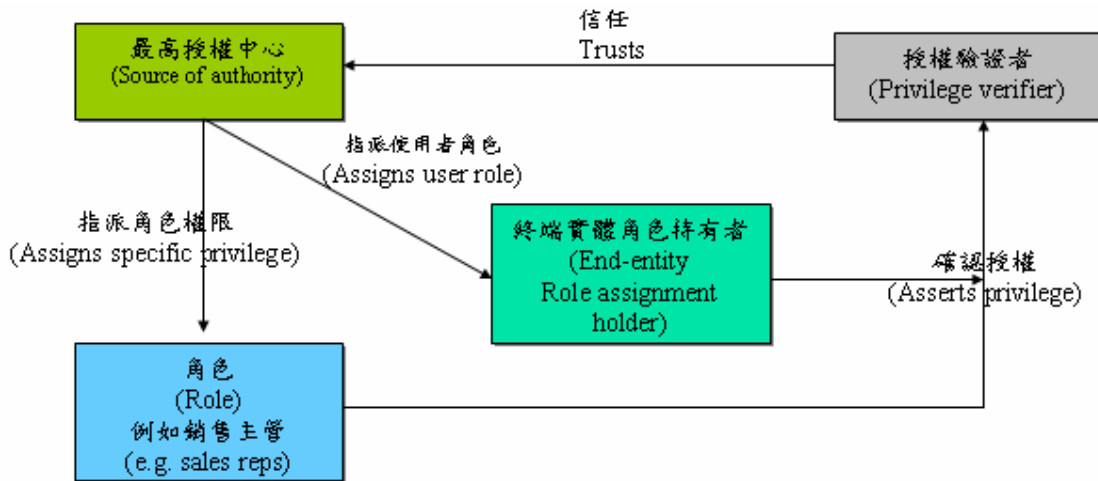 信任
Trusts
最高授權中心
(Source of authority)
授權驗證者
(Privilege verifier)
指派使用者角色
(Assigns user role)
指派角色權限
(Assigns specific privilege)
終端實體角色持有者
(End-entity
Role assignment
holder)
確認授權
(Asserts privilege)
角色
(Role)
例如銷售主管
(e.g. sales reps)